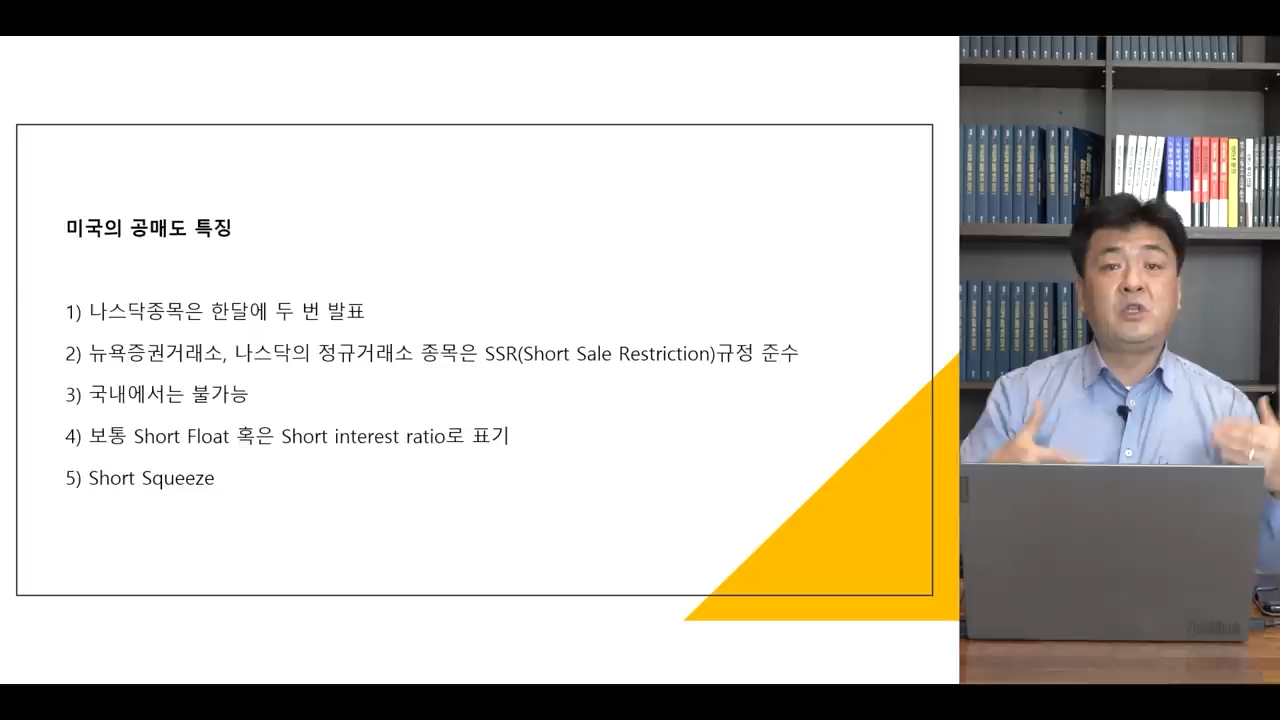 미국의 공매도 특징
1) 나스닥종목은 한달에 두 번 발표
2) 뉴욕증권거래소, 나스닥의 정규거래소 종목은 SSR(Short Sale Restriction)규정 준수
3) 국내에서는 불가능
4) 보통 Short Float 혹은 Short interest ratio로 표기
5) Short Squeeze
ThinkBook